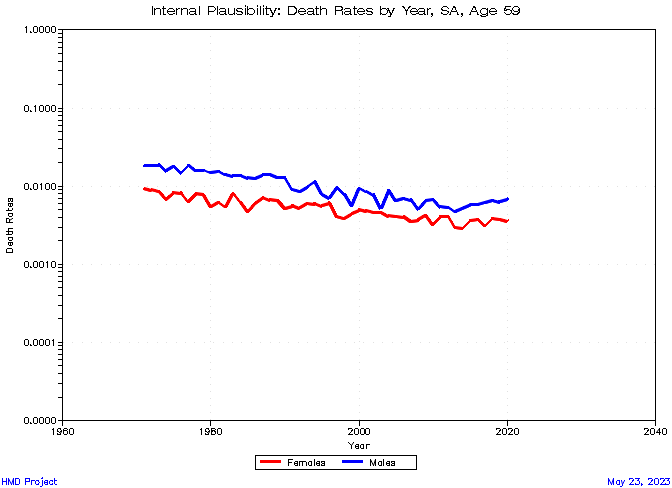 Internal Plausibility: Death Rates by Year, SA, Age 59
1.0000
0.1000
0.0100
0.0010
0.0001
0.0000
Death Rates
1960
1980
2000
2020
2040
Year
Females
Males
HMD Project
May 23, 2023